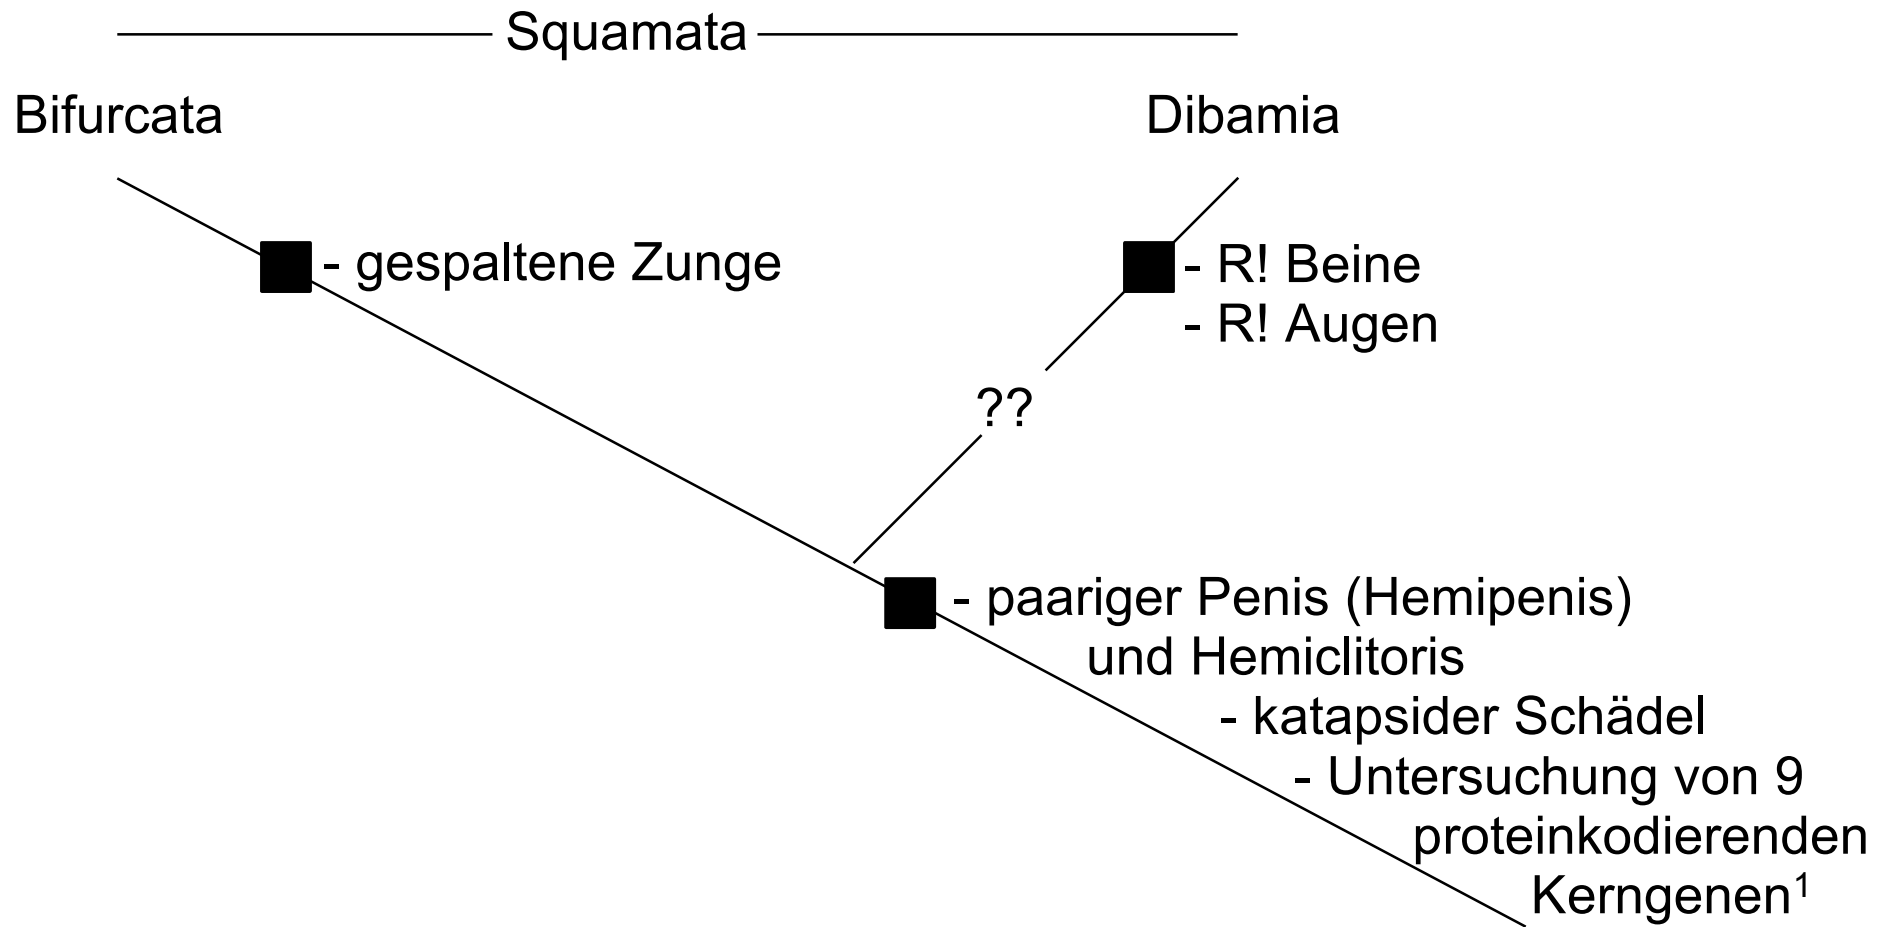 Squamata
Bifurcata
Dibamia
- gespaltene Zunge
- R! Beine
- R! Augen
??
- paariger Penis (Hemipenis)
und Hemiclitoris
- katapsider Schädel
- Untersuchung von 9
proteinkodierenden
Kerngenen¹